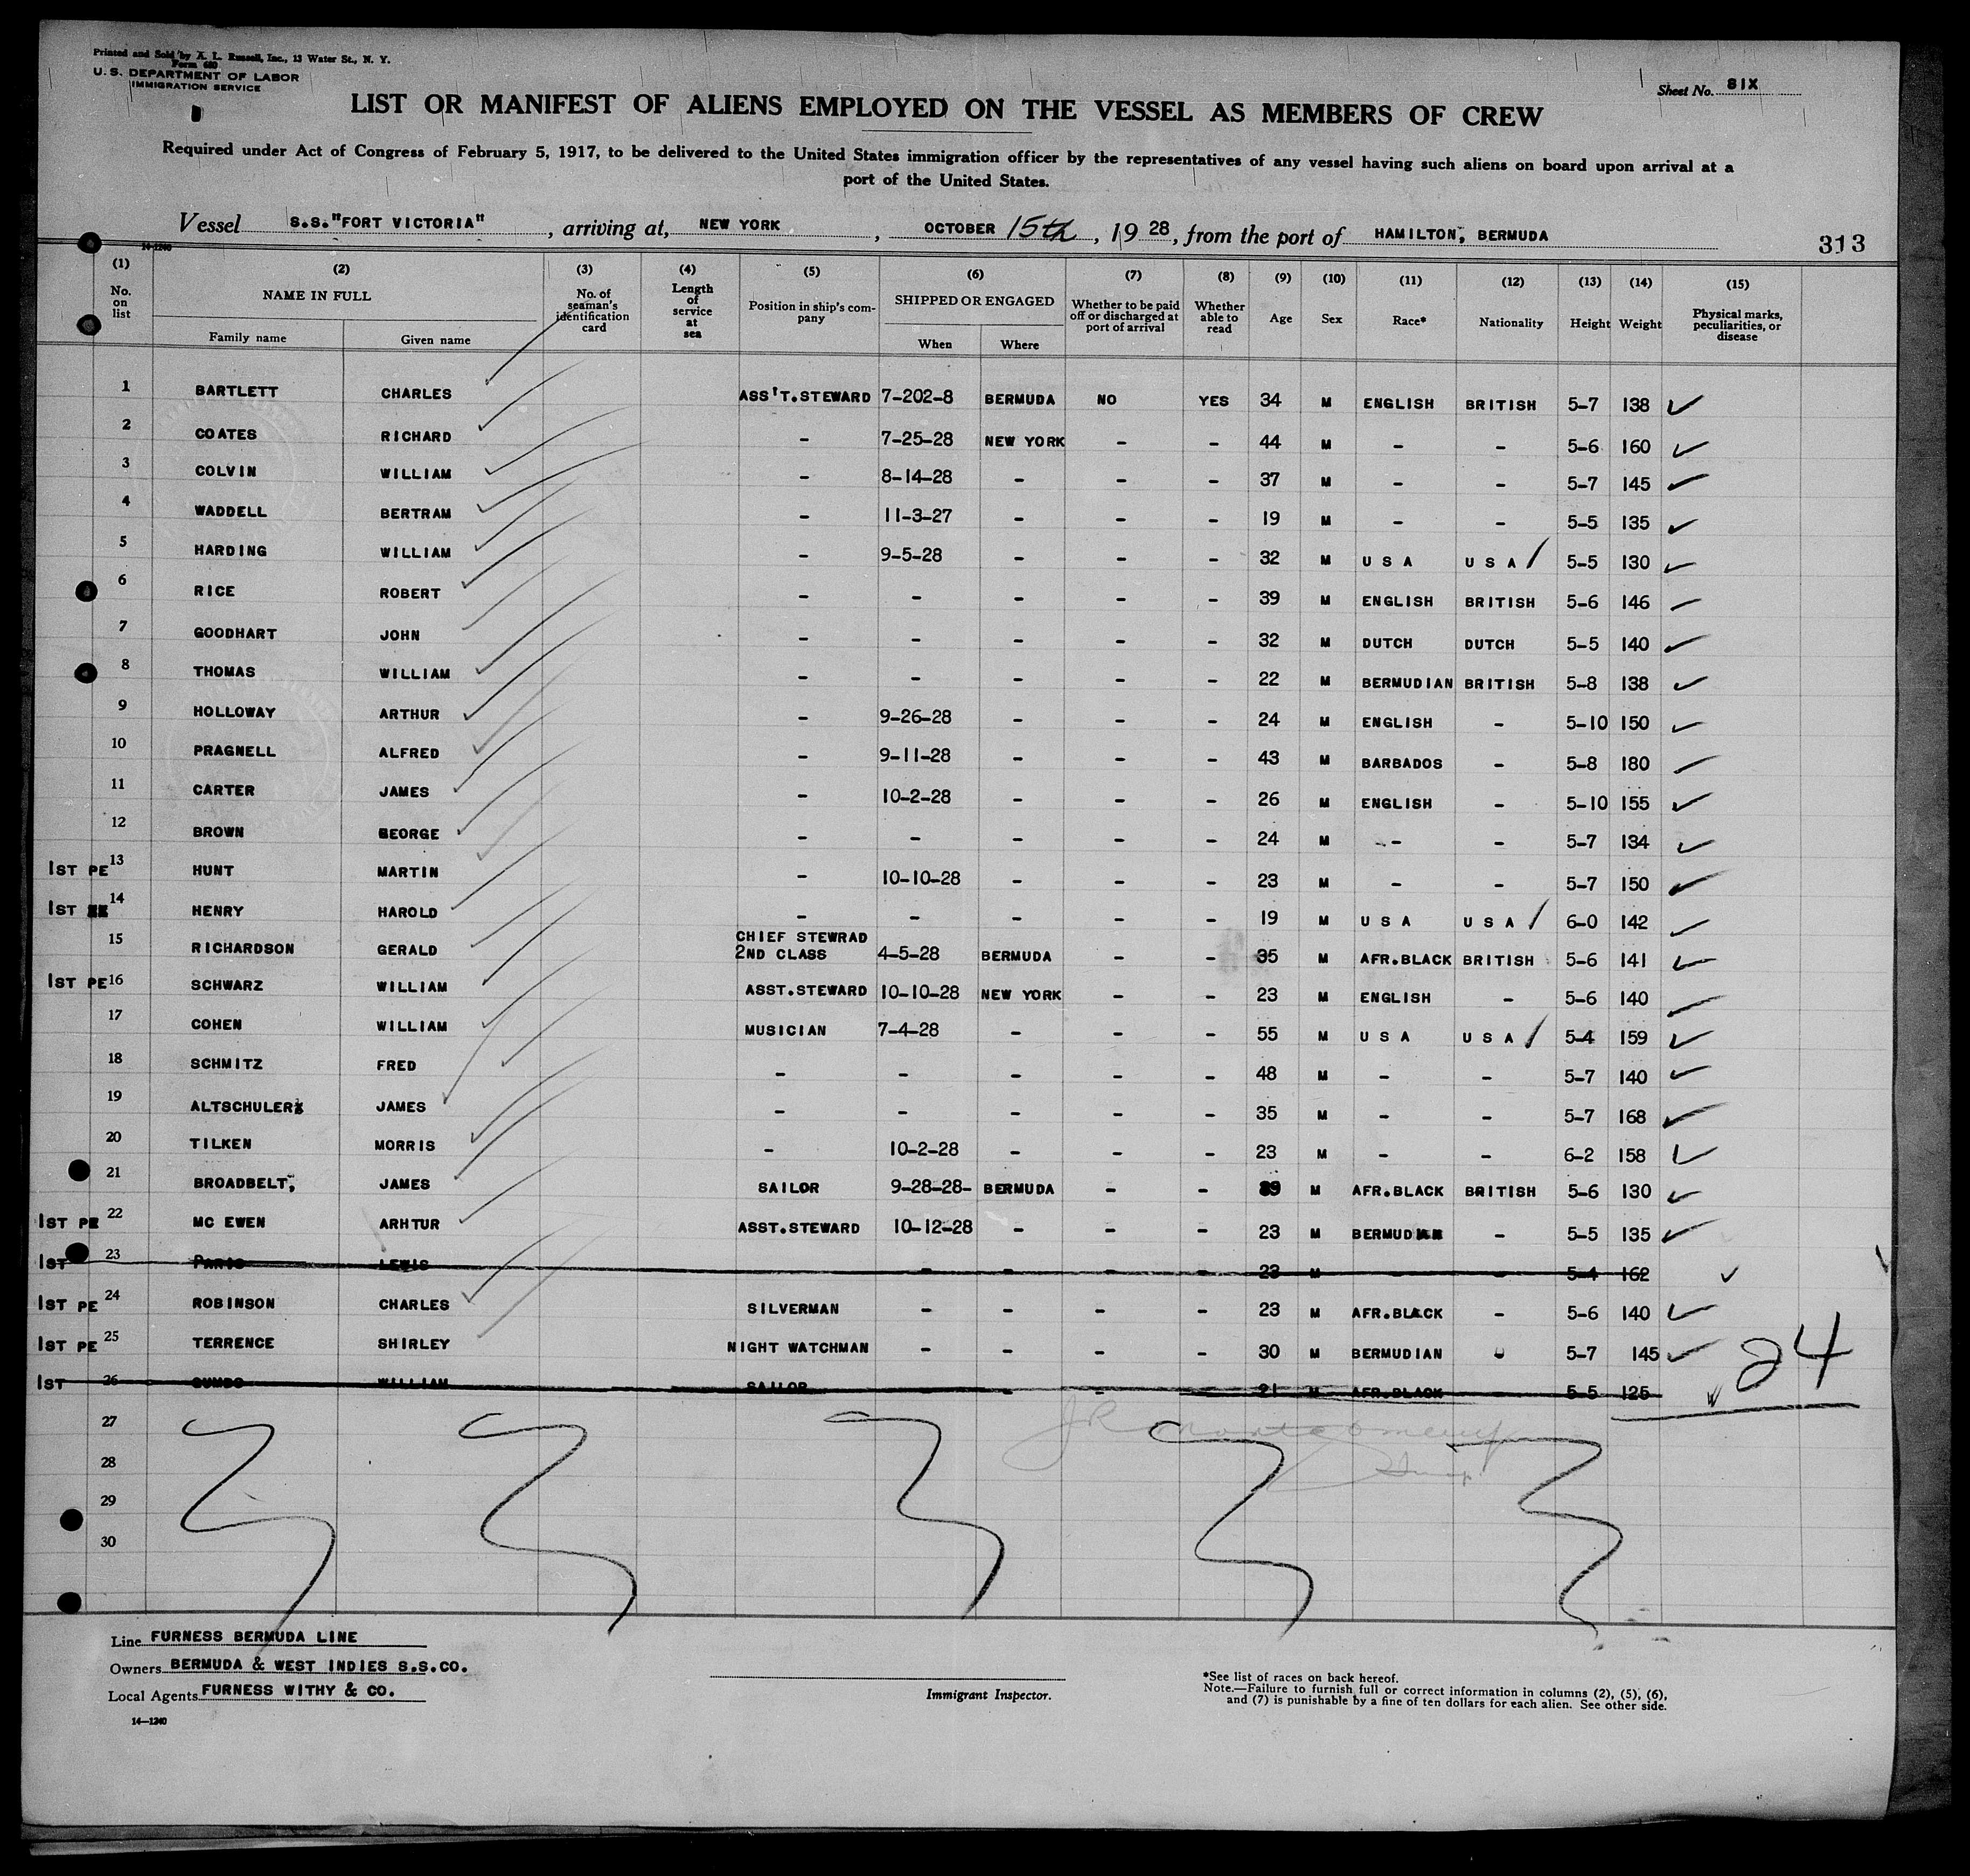 Printed and Sold by A. L. Russell, Inc., 13 Water St., N. Y.
Form 680
U. S. DEPARTMENT OF LABOR
IMMIGRATION SERVICE
Sheet No. SIX
LIST OR MANIFEST OF ALIENS EMPLOYED ON THE VESSEL AS MEMBERS OF CREW
Required under Act of Congress of February 5, 1917, to be delivered to the United States immigration officer by the representatives of any vessel having such aliens on board upon arrival at a
port of the United States.
Vessel S.S."FORT VICTORIA", arriving at, NEW YORK, OCTOBER 15th, 1928, from the port of HAMILTON, BERMUDA
14-1240
313
(1) (2) (3) (4) (5) (6) (7) (8) (9) (10) (11) (12) (13) (14) (15)
No. on list NAME IN FULL Family name Given name No. of seaman's identification card Length of service at sea Position in ship's company SHIPPED OR ENGAGED When Where Whether to be paid off or discharged at port of arrival Whether able to read Age Sex Race* Nationality Height Weight Physical marks, peculiarities, or disease
1 BARTLETT CHARLES ASS'T.STEWARD 7-202-8 BERMUDA NO YES 34 M ENGLISH BRITISH 5-7 138
2 COATES RICHARD - 7-25-28 NEW YORK - - 44 M - - 5-6 160
3 COLVIN WILLIAM - 8-14-28 - - - 37 M - - 5-7 145
4 WADDELL BERTRAM - 11-3-27 - - - 19 M - - 5-5 135
5 HARDING WILLIAM - 9-5-28 - - - 32 M U S A U S A 5-5 130
6 RICE ROBERT - - - - - 39 M ENGLISH BRITISH 5-6 146
7 GOODHART JOHN - - - - - 32 M DUTCH DUTCH 5-5 140
8 THOMAS WILLIAM - - - - - 22 M BERMUDIAN BRITISH 5-8 138
9 HOLLOWAY ARTHUR - 9-26-28 - - - 24 M ENGLISH - 5-10 150
10 PRAGNELL ALFRED - 9-11-28 - - - 43 M BARBADOS - 5-8 180
11 CARTER JAMES - 10-2-28 - - - 26 M ENGLISH - 5-10 155
12 BROWN GEORGE - - - - - 24 M - - 5-7 134
1ST PE 13 HUNT MARTIN - 10-10-28 - - - 23 M - - 5-7 150
1ST 14 HENRY HAROLD - - - - - 19 M U S A U S A 6-0 142
15 RICHARDSON GERALD CHIEF STEWRAD 2ND CLASS 4-5-28 BERMUDA - - 35 M AFR.BLACK BRITISH 5-6 141
1ST PE 16 SCHWARZ WILLIAM ASST.STEWARD 10-10-28 NEW YORK - - 23 M ENGLISH - 5-6 140
17 COHEN WILLIAM MUSICIAN 7-4-28 - - - 55 M U S A U S A 5-4 159
18 SCHMITZ FRED - - - - - 48 M - - 5-7 140
19 ALTSCHULER JAMES - - - - - 35 M - - 5-7 168
20 TILKEN MORRIS - 10-2-28 - - - 23 M - - 6-2 158
21 BROADBELT, JAMES SAILOR 9-28-28- BERMUDA - - M AFR.BLACK BRITISH 5-6 130
1ST PE 22 MC EWEN ARHTUR ASST.STEWARD 10-12-28 - - - 23 M BERMUD - 5-5 135
1ST 23 LEWIS - - - - 23 M - - 5-4 162
1ST PE 24 ROBINSON CHARLES SILVERMAN - - - - 23 M AFR.BLACK - 5-6 140
1ST PE 25 TERRENCE SHIRLEY NIGHT WATCHMAN - - - - 30 M BERMUDIAN - 5-7 145
24
1ST 26 WILLIAM SAILOR - - - - 21 M AFR.BLACK - 5-5 125
27
28
29
30
Line FURNESS BERMUDA LINE
Owners BERMUDA & WEST INDIES S.S.CO.
Local Agents FURNESS WITHY & CO.
14—1240
Immigrant Inspector.
*See list of races on back hereof.
Note.—Failure to furnish full or correct information in columns (2), (5), (6),
and (7) is punishable by a fine of ten dollars for each alien. See other side.